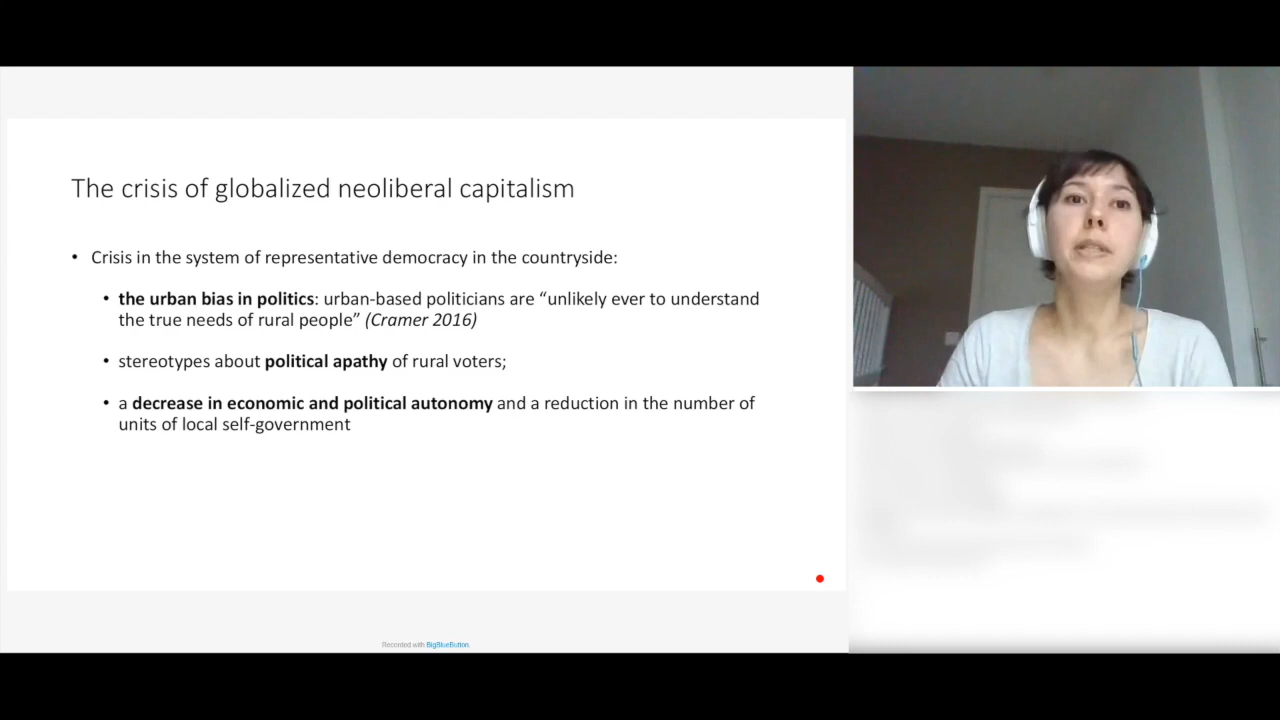 The crisis of globalized neoliberal capitalism
• Crisis in the system of representative democracy in the countryside:
• the urban bias in politics: urban-based politicians are “unlikely ever to understand
the true needs of rural people” (Cramer 2016)
• stereotypes about political apathy of rural voters;
• a decrease in economic and political autonomy and a reduction in the number of
units of local self-government
Recorded with BigBlueButton.